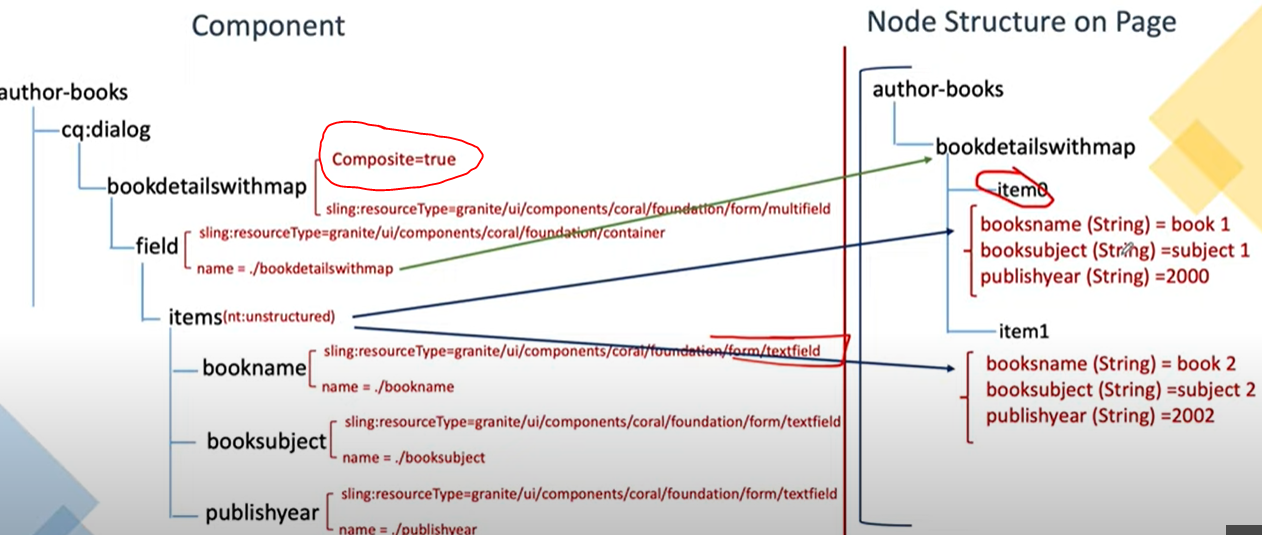 Component
author-books
cq:dialog
Composite=true
bookdetailswithmap
sling:resourceType=granite/ui/components/coral/foundation/form/multifield
sling:resourceType=granite/ui/components/coral/foundation/container
field
name = ./bookdetailswithmap
items(nt:unstructured)
sling:resourceType=granite/ui/components/coral/foundation/form/textfield
bookname
name = ./bookname
sling:resourceType=granite/ui/components/coral/foundation/form/textfield
booksubject
name = ./booksubject
sling:resourceType=granite/ui/components/coral/foundation/form/textfield
publishyear
name = ./publishyear
Node Structure on Page
author-books
bookdetailswithmap
item0
booksname (String) = book 1
booksubject (String) =subject 1
publishyear (String) =2000
item1
booksname (String) = book 2
booksubject (String) =subject 2
publishyear (String) =2002